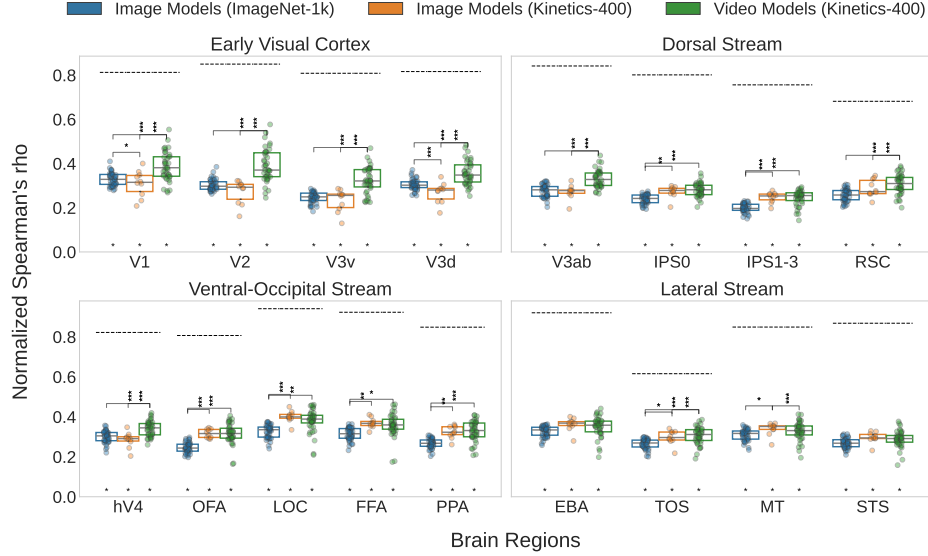 Image Models (ImageNet-1k) Image Models (Kinetics-400) Video Models (Kinetics-400)
Normalized Spearman's rho
Early Visual Cortex
0.8
0.6
0.4
0.2
0.0
*** *** *
*** ***
*** ***
*** *** ***
* * * * * * * * * * * *
V1 V2 V3v V3d
Dorsal Stream
*** ***
** ***
*** ***
*** ***
* * * * * * * * * * * *
V3ab IPS0 IPS1-3 RSC
Ventral-Occipital Stream
0.8
0.6
0.4
0.2
0.0
*** ***
*** ***
*** **
** *
** ***
* * * * * * * * * * * * * * *
hV4 OFA LOC FFA PPA
Lateral Stream
* *** ***
* ***
* * * * * * * * * * * *
EBA TOS MT STS
Brain Regions